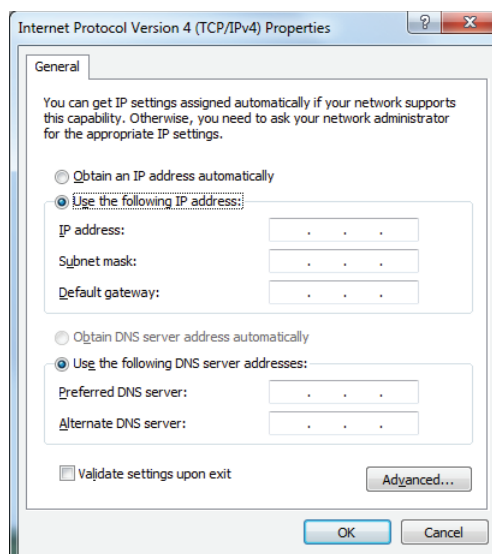 Internet Protocol Version 4 (TCP/IPv4) Properties
?
X
General
You can get IP settings assigned automatically if your network supports
this capability. Otherwise, you need to ask your network administrator
for the appropriate IP settings.
Obtain an IP address automatically
Use the following IP address:
IP address: . . .
Subnet mask: . . .
Default gateway: . . .
Obtain DNS server address automatically
Use the following DNS server addresses:
Preferred DNS server: . . .
Alternate DNS server: . . .
Validate settings upon exit
Advanced...
OK
Cancel